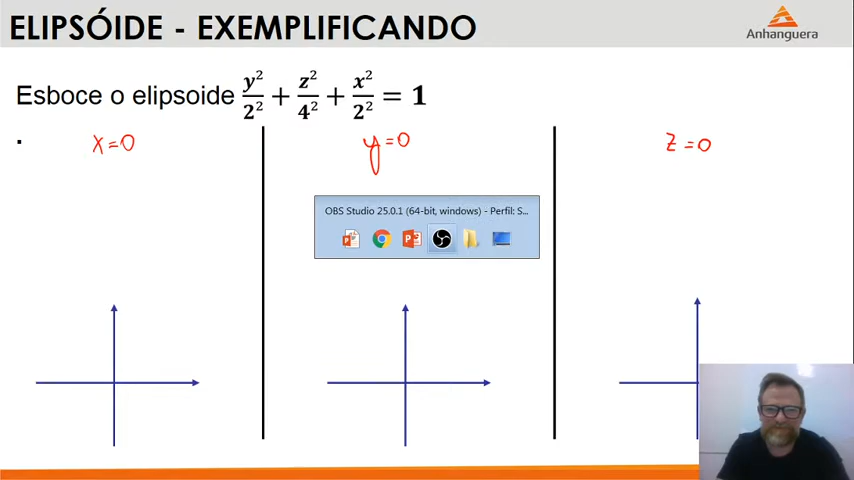 ELIPSÓIDE - EXEMPLIFICANDO
Anhanguera
Esboce o elipsoide y²/2² + z²/4² + x²/2² = 1
x=0
y=0
z=0
OBS Studio 25.0.1 (64-bit, windows) - Perfil: S...